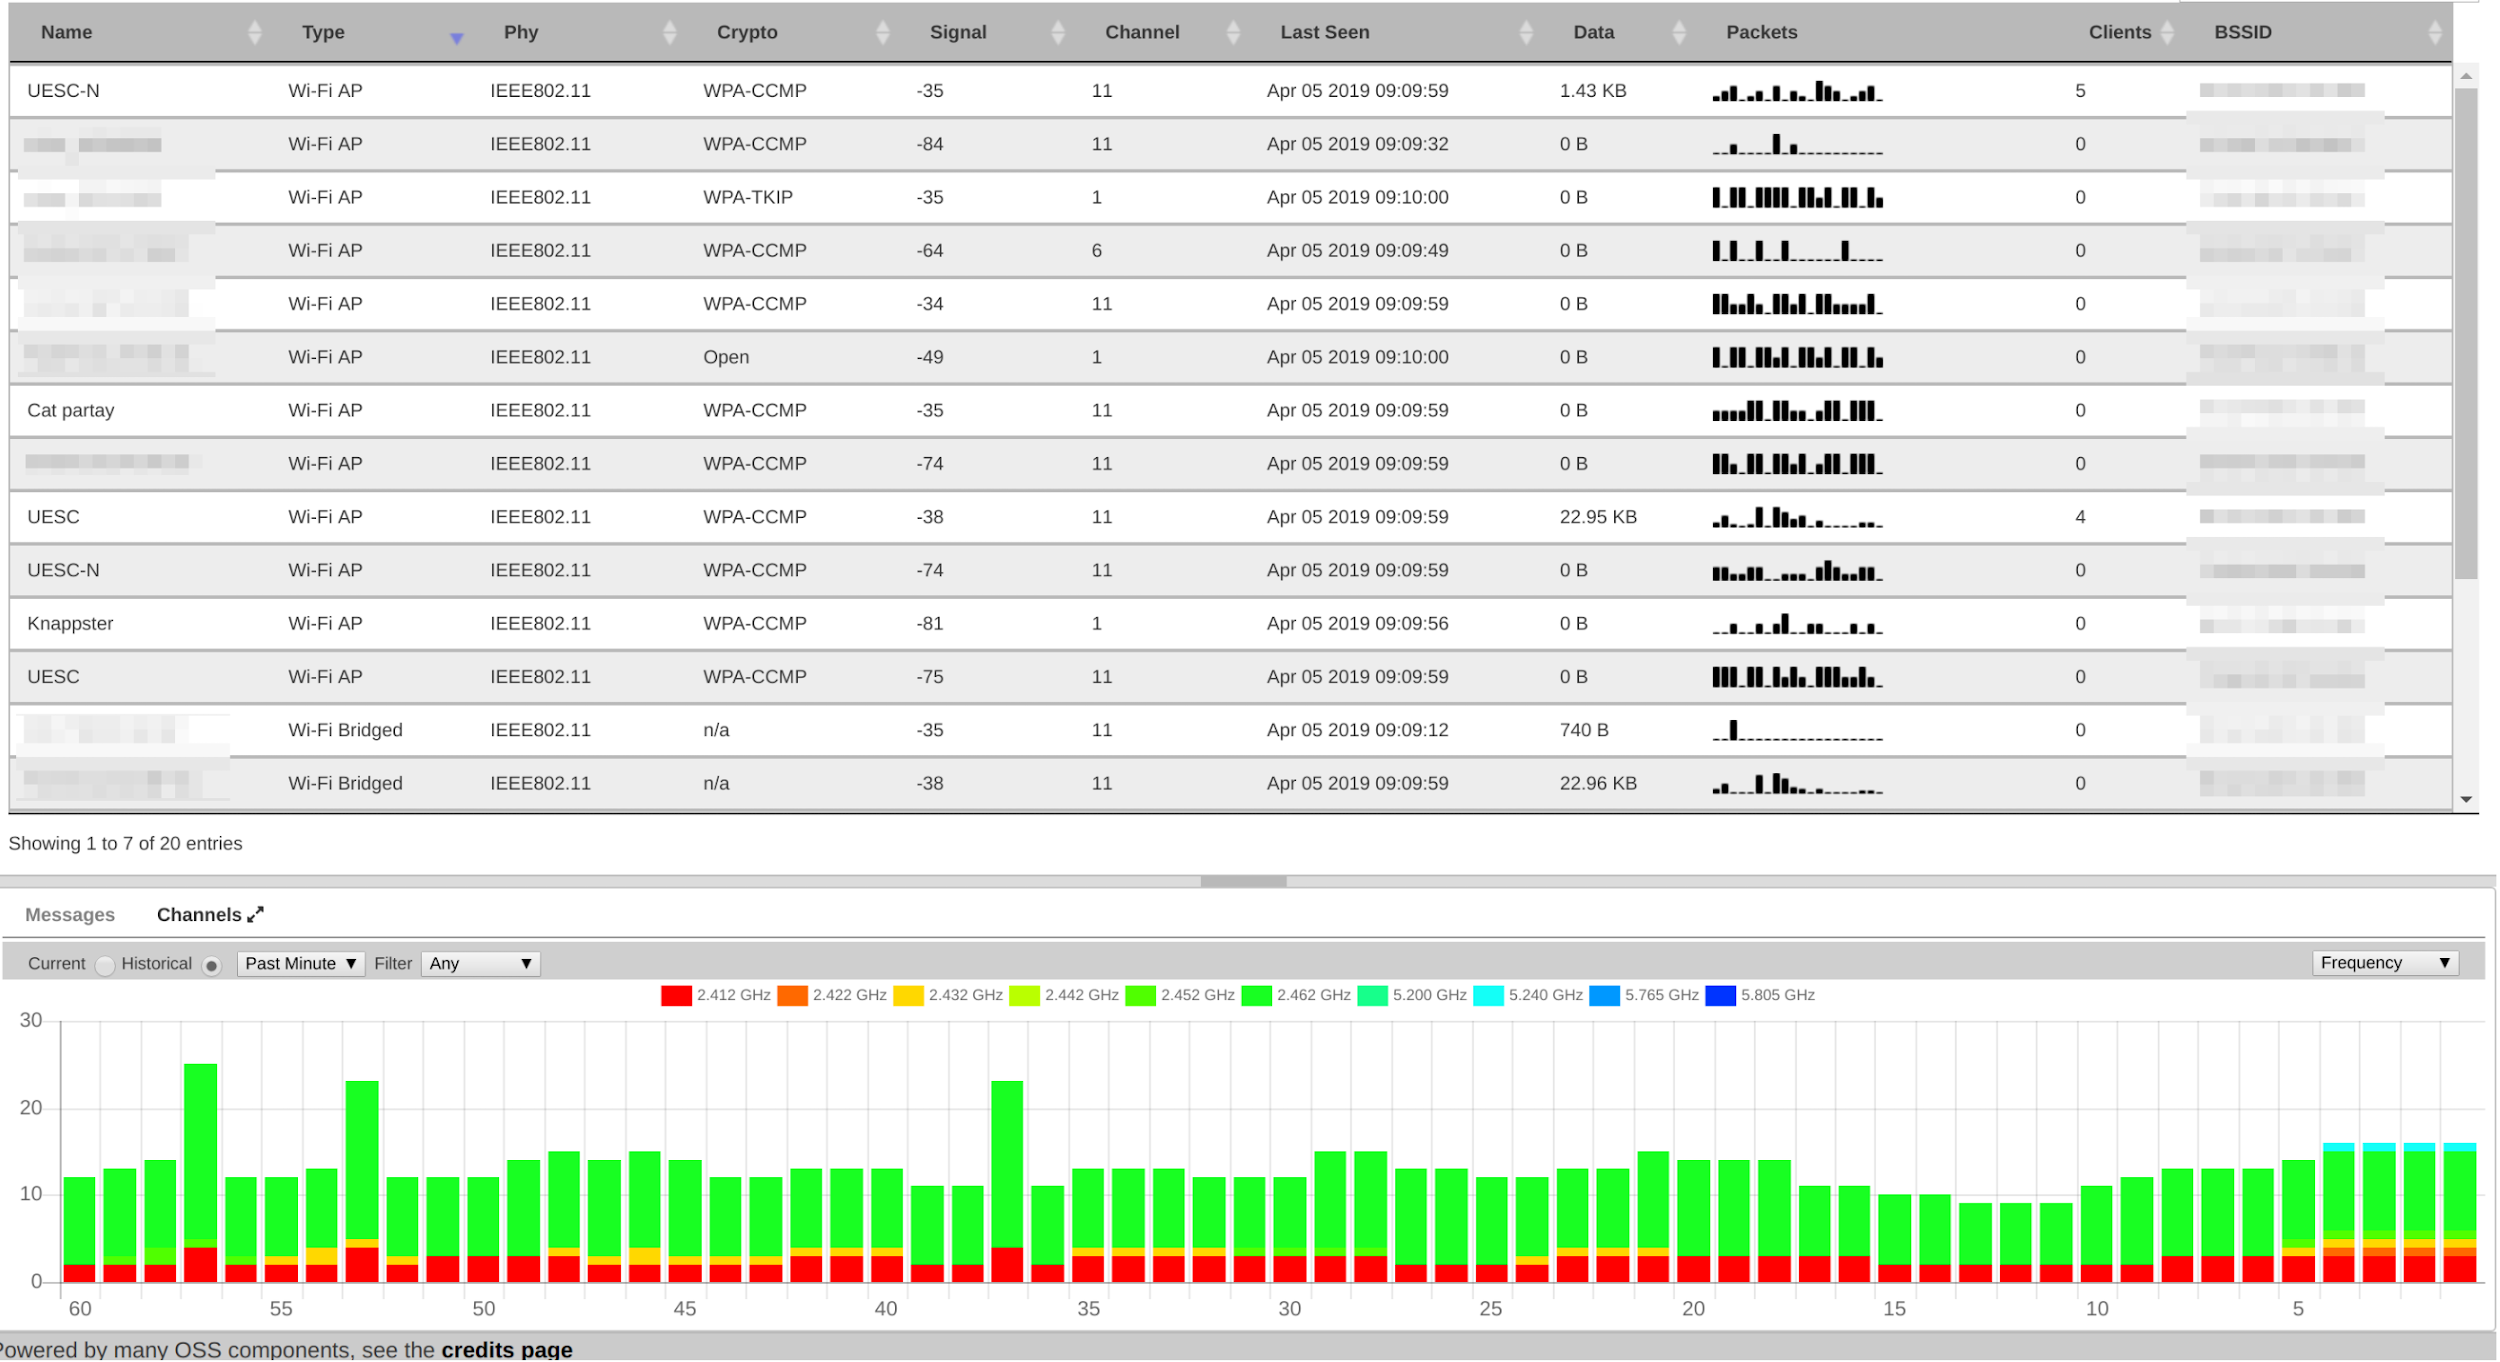 Name Type Phy Crypto Signal Channel Last Seen Data Packets Clients BSSID
UESC-N Wi-Fi AP IEEE802.11 WPA-CCMP -35 11 Apr 05 2019 09:09:59 1.43 KB 5
Wi-Fi AP IEEE802.11 WPA-CCMP -84 11 Apr 05 2019 09:09:32 0 B 0
Wi-Fi AP IEEE802.11 WPA-TKIP -35 1 Apr 05 2019 09:10:00 0 B 0
Wi-Fi AP IEEE802.11 WPA-CCMP -64 6 Apr 05 2019 09:09:49 0 B 0
Wi-Fi AP IEEE802.11 WPA-CCMP -34 11 Apr 05 2019 09:09:59 0 B 0
Wi-Fi AP IEEE802.11 Open -49 1 Apr 05 2019 09:10:00 0 B 0
Cat partay Wi-Fi AP IEEE802.11 WPA-CCMP -35 11 Apr 05 2019 09:09:59 0 B 0
Wi-Fi AP IEEE802.11 WPA-CCMP -74 11 Apr 05 2019 09:09:59 0 B 0
UESC Wi-Fi AP IEEE802.11 WPA-CCMP -38 11 Apr 05 2019 09:09:59 22.95 KB 4
UESC-N Wi-Fi AP IEEE802.11 WPA-CCMP -74 11 Apr 05 2019 09:09:59 0 B 0
Knappster Wi-Fi AP IEEE802.11 WPA-CCMP -81 1 Apr 05 2019 09:09:56 0 B 0
UESC Wi-Fi AP IEEE802.11 WPA-CCMP -75 11 Apr 05 2019 09:09:59 0 B 0
Wi-Fi Bridged IEEE802.11 n/a -35 11 Apr 05 2019 09:09:12 740 B 0
Wi-Fi Bridged IEEE802.11 n/a -38 11 Apr 05 2019 09:09:59 22.96 KB 0
Showing 1 to 7 of 20 entries
Messages Channels
Current Historical Past Minute Filter Any Frequency
2.412 GHz 2.422 GHz 2.432 GHz 2.442 GHz 2.452 GHz 2.462 GHz 5.200 GHz 5.240 GHz 5.765 GHz 5.805 GHz
30
20
10
0
60 55 50 45 40 35 30 25 20 15 10 5
Powered by many OSS components, see the credits page